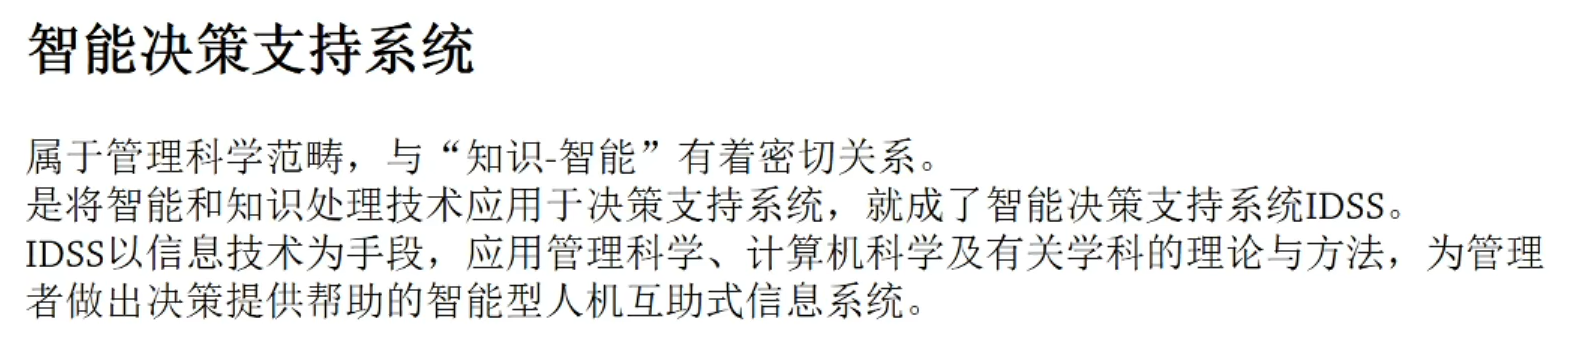 智能决策支持系统
属于管理科学范畴，与“知识-智能”有着密切关系。
是将智能和知识处理技术应用于决策支持系统，就成了智能决策支持系统IDSS。
IDSS以信息技术为手段，应用管理科学、计算机科学及有关学科的理论与方法，为管理
者做出决策提供帮助的智能型人机互助式信息系统。